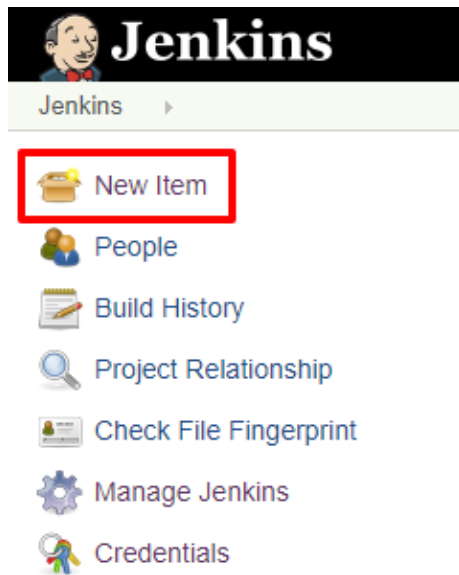 Jenkins
Jenkins
New Item
People
Build History
Project Relationship
Check File Fingerprint
Manage Jenkins
Credentials